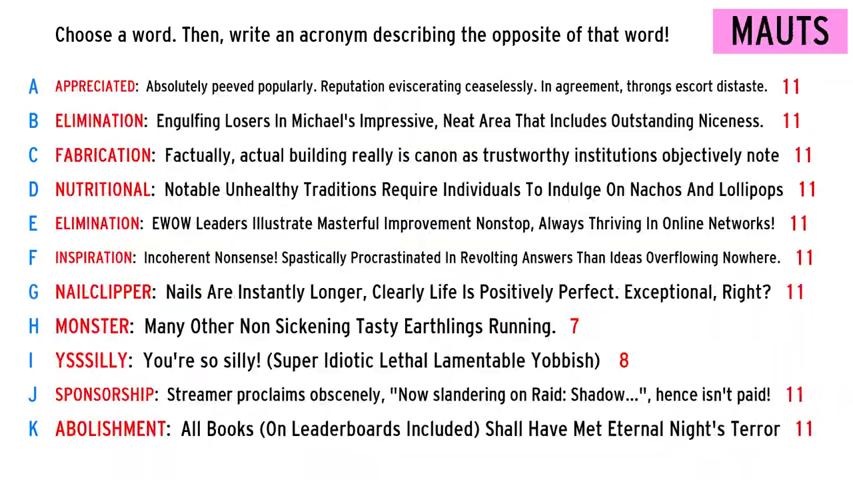 Choose a word. Then, write an acronym describing the opposite of that word!
MAUTS
A APPRECIATED: Absolutely peeved popularly. Reputation eviscerating ceaselessly. In agreement, throngs escort distaste. 11
B ELIMINATION: Engulfing Losers In Michael's Impressive, Neat Area That Includes Outstanding Niceness. 11
C FABRICATION: Factually, actual building really is canon as trustworthy institutions objectively note 11
D NUTRITIONAL: Notable Unhealthy Traditions Require Individuals To Indulge On Nachos And Lollipops 11
E ELIMINATION: EWOW Leaders Illustrate Masterful Improvement Nonstop, Always Thriving In Online Networks! 11
F INSPIRATION: Incoherent Nonsense! Spastically Procrastinated In Revolting Answers Than Ideas Overflowing Nowhere. 11
G NAILCLIPPER: Nails Are Instantly Longer, Clearly Life Is Positively Perfect. Exceptional, Right? 11
H MONSTER: Many Other Non Sickening Tasty Earthlings Running. 7
I YSSSILLY: You're so silly! (Super Idiotic Lethal Lamentable Yobbish) 8
J SPONSORSHIP: Streamer proclaims obscenely, "Now slandering on Raid: Shadow...", hence isn't paid! 11
K ABOLISHMENT: All Books (On Leaderboards Included) Shall Have Met Eternal Night's Terror 11